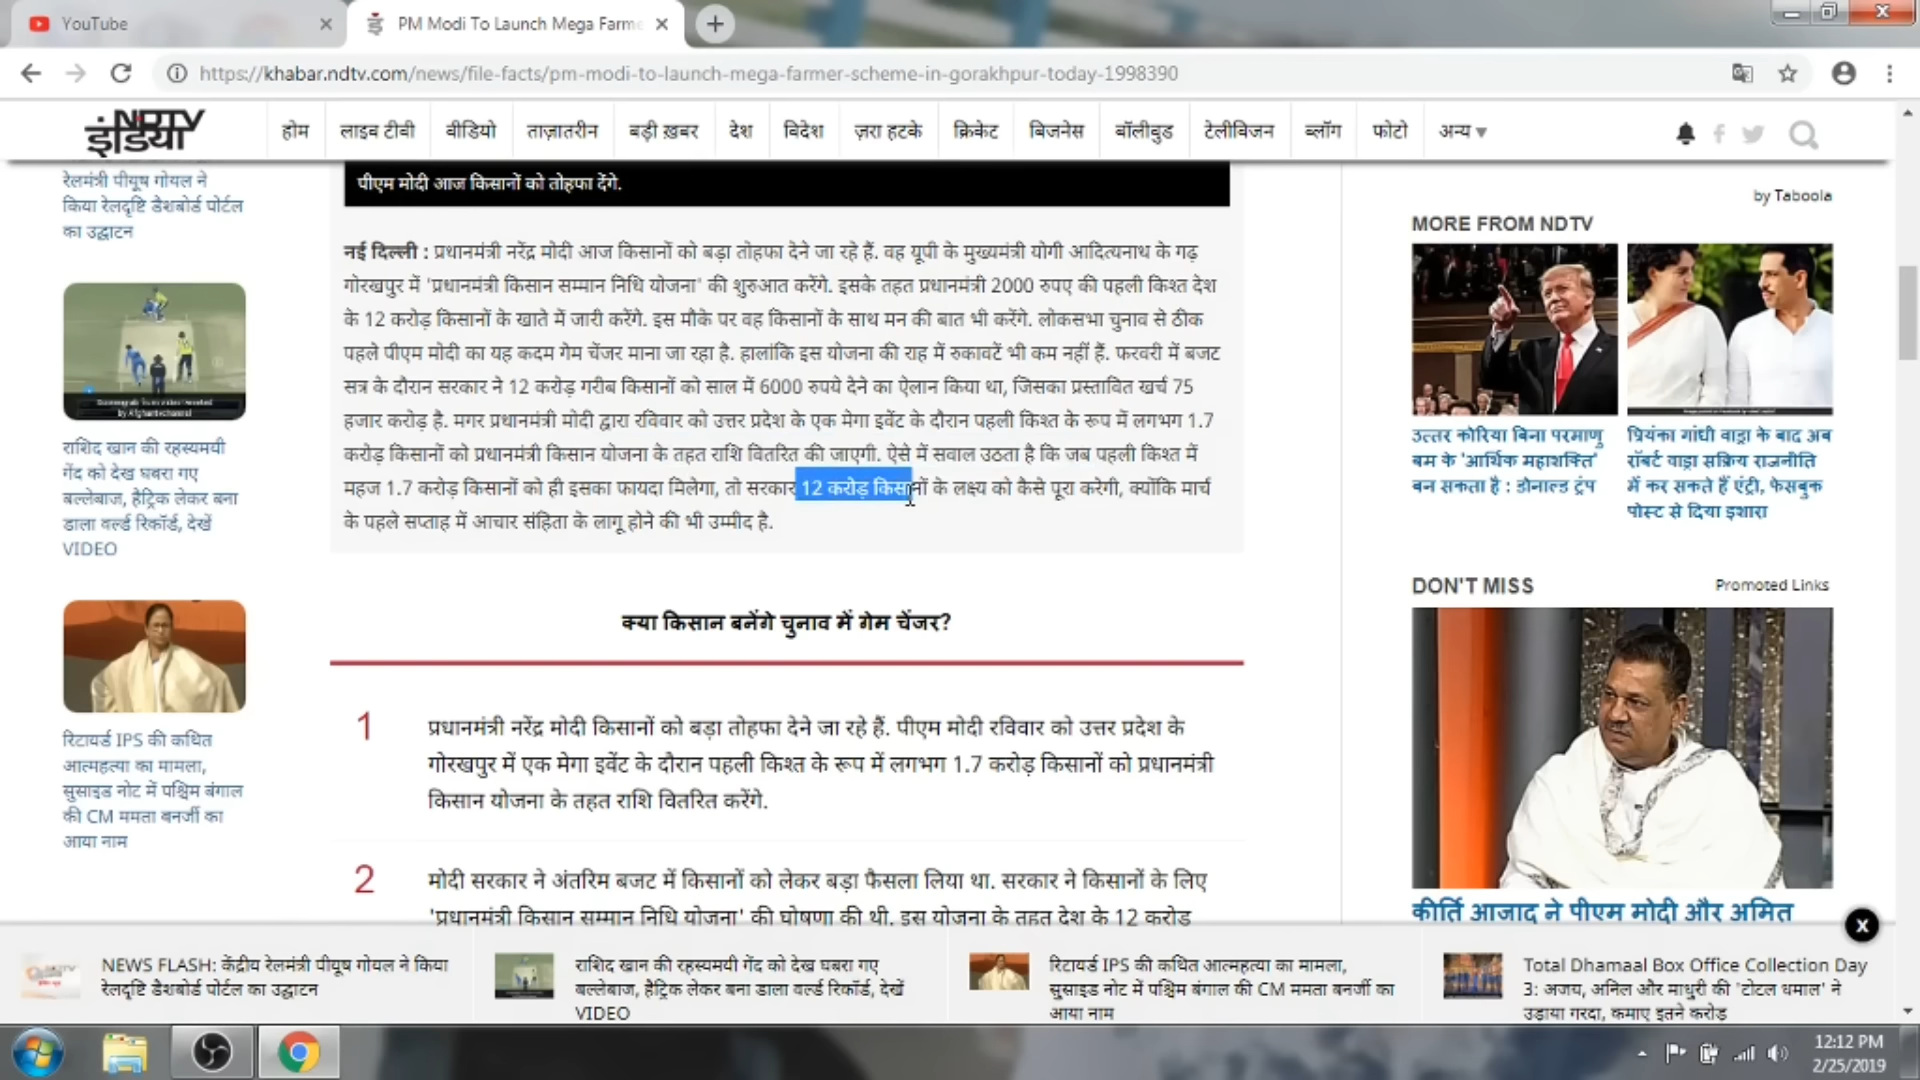 YouTube
PM Modi To Launch Mega Farme
https://khabar.ndtv.com/news/file-facts/pm-modi-to-launch-mega-farmer-scheme-in-gorakhpur-today-1998390
NDTV
इंडिया
होम लाइव टीवी वीडियो ताज़ातरीन बड़ी ख़बर देश विदेश ज़रा हटके क्रिकेट बिजनेस बॉलीवुड टेलीविजन ब्लॉग फोटो अन्य
रेलमंत्री पीयूष गोयल ने
किया रेलदृष्टि डैशबोर्ड पोर्टल
का उद्घाटन
राशिद खान की रहस्यमयी
गेंद को देख घबरा गए
बल्लेबाज, हैट्रिक लेकर बना
डाला वर्ल्ड रिकॉर्ड, देखें
VIDEO
रिटायर्ड IPS की कथित
आत्महत्या का मामला,
सुसाइड नोट में पश्चिम बंगाल
की CM ममता बनर्जी का
आया नाम
पीएम मोदी आज किसानों को तोहफा देंगे.
नई दिल्ली : प्रधानमंत्री नरेंद्र मोदी आज किसानों को बड़ा तोहफा देने जा रहे हैं. वह यूपी के मुख्यमंत्री योगी आदित्यनाथ के गढ़
गोरखपुर में 'प्रधानमंत्री किसान सम्मान निधि योजना' की शुरुआत करेंगे. इसके तहत प्रधानमंत्री 2000 रुपए की पहली किश्त देश
के 12 करोड़ किसानों के खाते में जारी करेंगे. इस मौके पर वह किसानों के साथ मन की बात भी करेंगे. लोकसभा चुनाव से ठीक
पहले पीएम मोदी का यह कदम गेम चेंजर माना जा रहा है. हालांकि इस योजना की राह में रुकावटें भी कम नहीं हैं. फरवरी में बजट
सत्र के दौरान सरकार ने 12 करोड़ गरीब किसानों को साल में 6000 रुपये देने का ऐलान किया था, जिसका प्रस्तावित खर्च 75
हजार करोड़ है. मगर प्रधानमंत्री मोदी द्वारा रविवार को उत्तर प्रदेश के एक मेगा इवेंट के दौरान पहली किश्त के रूप में लगभग 1.7
करोड़ किसानों को प्रधानमंत्री किसान योजना के तहत राशि वितरित की जाएगी. ऐसे में सवाल उठता है कि जब पहली किश्त में
महज 1.7 करोड़ किसानों को ही इसका फायदा मिलेगा, तो सरकार 12 करोड़ किसानों के लक्ष्य को कैसे पूरा करेगी, क्योंकि मार्च
के पहले सप्ताह में आचार संहिता के लागू होने की भी उम्मीद है.
क्या किसान बनेंगे चुनाव में गेम चेंजर?
1
प्रधानमंत्री नरेंद्र मोदी किसानों को बड़ा तोहफा देने जा रहे हैं. पीएम मोदी रविवार को उत्तर प्रदेश के
गोरखपुर में एक मेगा इवेंट के दौरान पहली किश्त के रूप में लगभग 1.7 करोड़ किसानों को प्रधानमंत्री
किसान योजना के तहत राशि वितरित करेंगे.
2
मोदी सरकार ने अंतरिम बजट में किसानों को लेकर बड़ा फैसला लिया था. सरकार ने किसानों के लिए
'प्रधानमंत्री किसान सम्मान निधि योजना' की घोषणा की थी. इस योजना के तहत देश के 12 करोड़
by Taboola
MORE FROM NDTV
उत्तर कोरिया बिना परमाणु
बम के 'आर्थिक महाशक्ति'
बन सकता है : डोनाल्ड ट्रंप
प्रियंका गांधी वाड्रा के बाद अब
रॉबर्ट वाड्रा सक्रिय राजनीति
में कर सकते हैं एंट्री, फेसबुक
पोस्ट से दिया इशारा
DON'T MISS
Promoted Links
कीर्ति आजाद ने पीएम मोदी और अमित
NEWS FLASH: केंद्रीय रेलमंत्री पीयूष गोयल ने किया
रेलदृष्टि डैशबोर्ड पोर्टल का उद्घाटन
राशिद खान की रहस्यमयी गेंद को देख घबरा गए
बल्लेबाज, हैट्रिक लेकर बना डाला वर्ल्ड रिकॉर्ड, देखें
VIDEO
रिटायर्ड IPS की कथित आत्महत्या का मामला,
सुसाइड नोट में पश्चिम बंगाल की CM ममता बनर्जी का
आया नाम
Total Dhamaal Box Office Collection Day
3: अजय, अनिल और माधुरी की 'टोटल धमाल' ने
उड़ाया गरदा, कमाए इतने करोड़
12:12 PM
2/25/2019